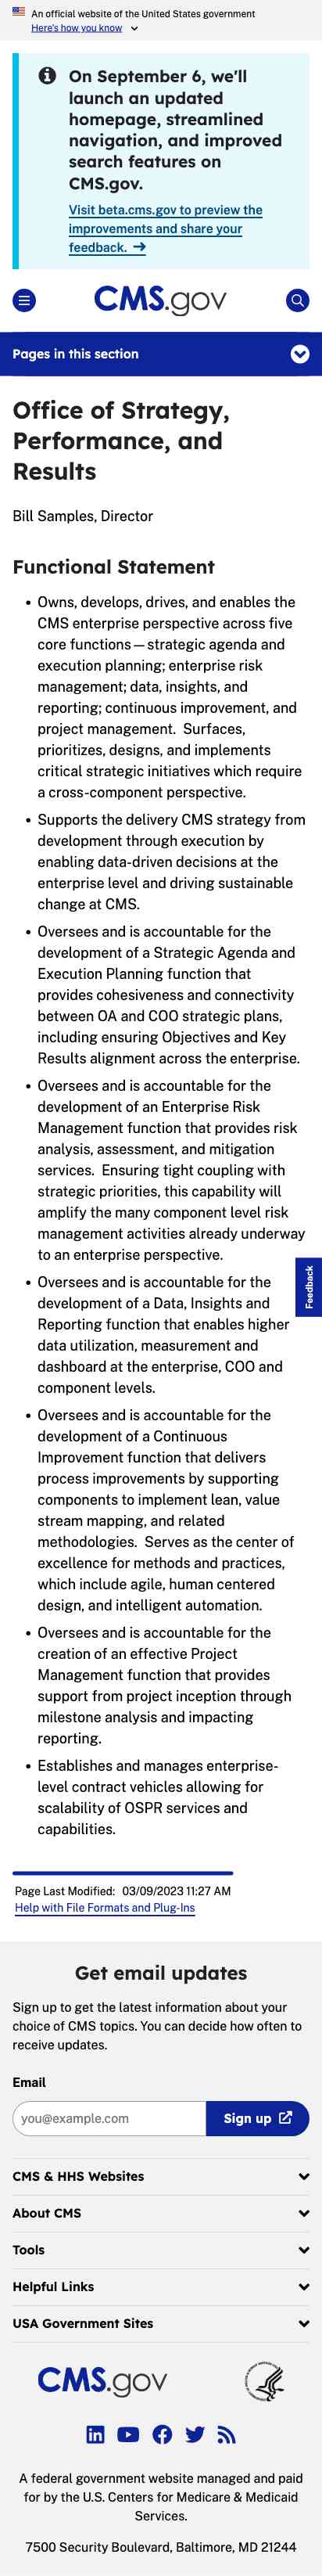 An official website of the United States government
Here's how you know
On September 6, we'll
launch an updated
homepage, streamlined
navigation, and improved
search features on
CMS.gov.
Visit beta.cms.gov to preview the
improvements and share your
feedback.
CMS.gov
Pages in this section
Office of Strategy,
Performance, and
Results
Bill Samples, Director
Functional Statement
• Owns, develops, drives, and enables the
CMS enterprise perspective across five
core functions—strategic agenda and
execution planning; enterprise risk
management; data, insights, and
reporting; continuous improvement, and
project management.  Surfaces,
prioritizes, designs, and implements
critical strategic initiatives which require
a cross-component perspective.
• Supports the delivery CMS strategy from
development through execution by
enabling data-driven decisions at the
enterprise level and driving sustainable
change at CMS.
• Oversees and is accountable for the
development of a Strategic Agenda and
Execution Planning function that
provides cohesiveness and connectivity
between OA and COO strategic plans,
including ensuring Objectives and Key
Results alignment across the enterprise.
• Oversees and is accountable for the
development of an Enterprise Risk
Management function that provides risk
analysis, assessment, and mitigation
services.  Ensuring tight coupling with
strategic priorities, this capability will
amplify the many component level risk
management activities already underway
to an enterprise perspective.
• Oversees and is accountable for the
development of a Data, Insights and
Reporting function that enables higher
data utilization, measurement and
dashboard at the enterprise, COO and
component levels.
Feedback
• Oversees and is accountable for the
development of a Continuous
Improvement function that delivers
process improvements by supporting
components to implement lean, value
stream mapping, and related
methodologies.  Serves as the center of
excellence for methods and practices,
which include agile, human centered
design, and intelligent automation.
• Oversees and is accountable for the
creation of an effective Project
Management function that provides
support from project inception through
milestone analysis and impacting
reporting.
• Establishes and manages enterprise-
level contract vehicles allowing for
scalability of OSPR services and
capabilities.
Page Last Modified:  03/09/2023 11:27 AM
Help with File Formats and Plug-Ins
Get email updates
Sign up to get the latest information about your
choice of CMS topics. You can decide how often to
receive updates.
Email
you@example.com
Sign up
CMS & HHS Websites
About CMS
Tools
Helpful Links
USA Government Sites
CMS.gov
A federal government website managed and paid
for by the U.S. Centers for Medicare & Medicaid
Services.
7500 Security Boulevard, Baltimore, MD 21244